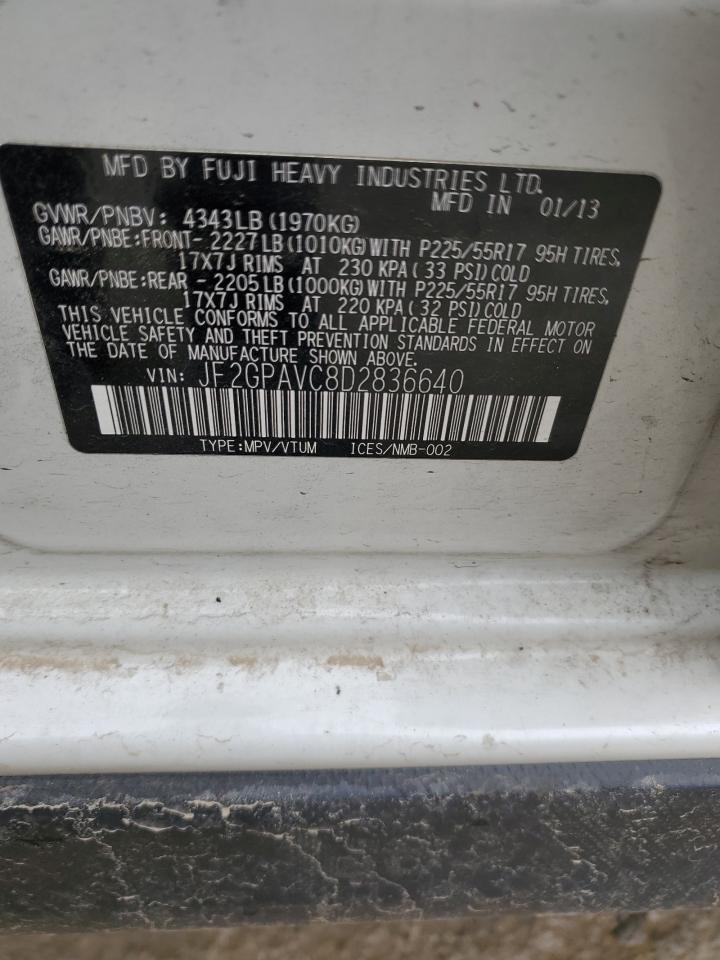 MFD BY FUJI HEAVY INDUSTRIES LTD.
MFD IN 01/13
GVWR/PNBV: 4343LB(1970KG)
GAWR/PNBE:FRONT- 2227LB(1010KG)WITH P225/55R17 95H TIRES,
17X7J RIMS AT 230 KPA(33 PSI)COLD
GAWR/PNBE:REAR - 2205LB(1000KG)WITH P225/55R17 95H TIRES,
17X7J RIMS AT 220 KPA(32 PSI)COLD
THIS VEHICLE CONFORMS TO ALL APPLICABLE FEDERAL MOTOR
VEHICLE SAFETY AND THEFT PREVENTION STANDARDS IN EFFECT ON
THE DATE OF MANUFACTURE SHOWN ABOVE.
VIN: JF2GPAVC8D2836640
TYPE:MPV/VTUM ICES/NMB-002